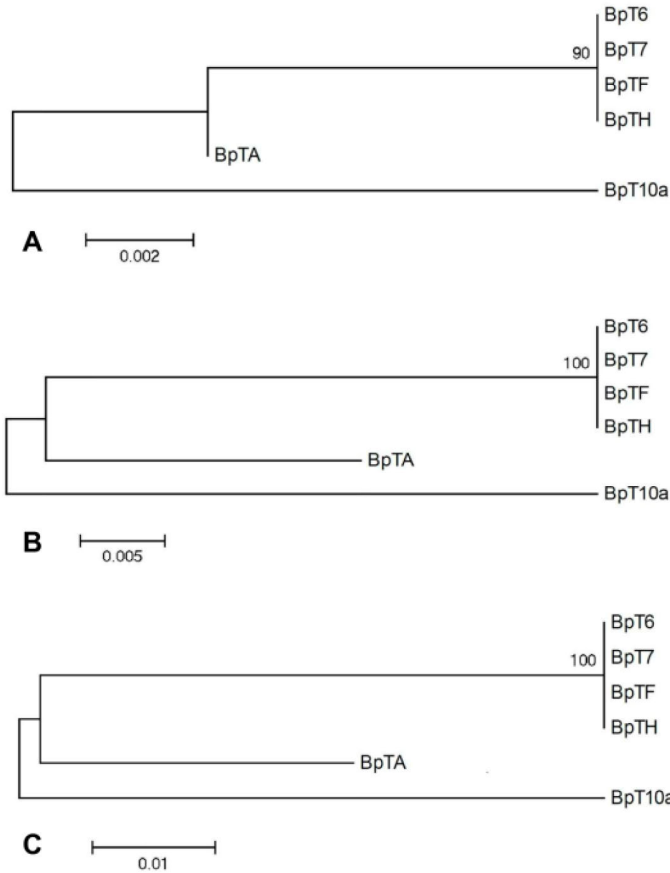 BpT6
90
BpT7
BpTF
BpTH
BpTA
BpT10a
A
0.002
BpT6
100
BpT7
BpTF
BpTH
BpTA
BpT10a
B
0.005
BpT6
100
BpT7
BpTF
BpTH
BpTA
BpT10a
C
0.01